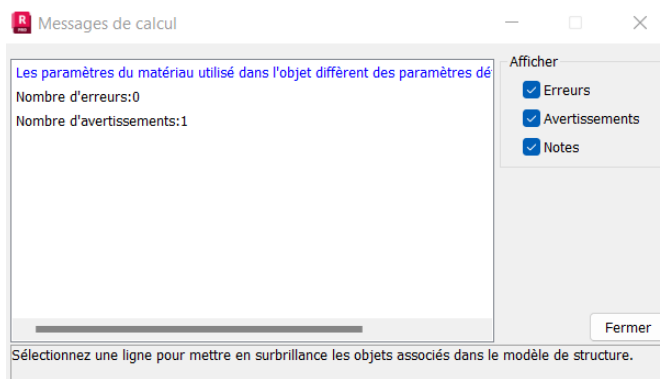 R
PRO
Messages de calcul
Les paramètres du matériau utilisé dans l'objet diffèrent des paramètres dé
Nombre d'erreurs:0
Nombre d'avertissements:1
Afficher
Erreurs
Avertissements
Notes
Fermer
Sélectionnez une ligne pour mettre en surbrillance les objets associés dans le modèle de structure.